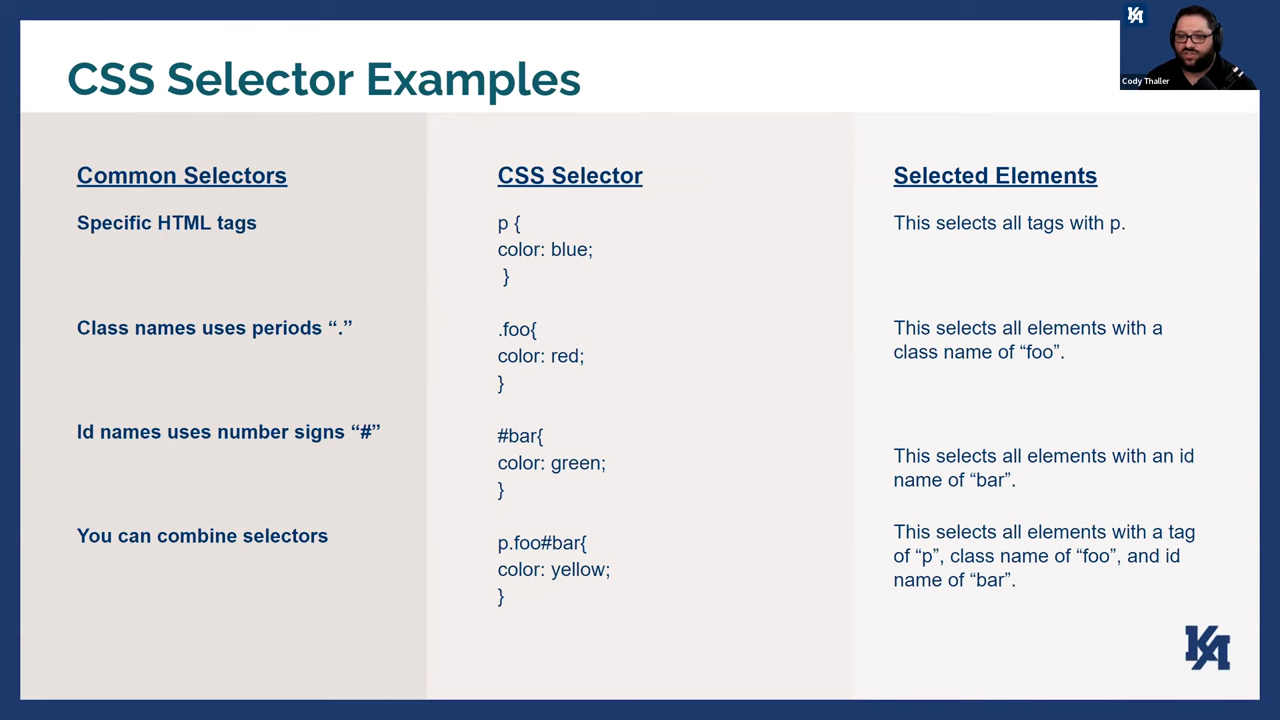 KA
Cody Thaller
CSS Selector Examples
Common Selectors
CSS Selector
Selected Elements
Specific HTML tags
p {
color: blue;
}
This selects all tags with p.
Class names uses periods “.”
.foo{
color: red;
}
This selects all elements with a
class name of “foo”.
Id names uses number signs “#”
#bar{
color: green;
}
This selects all elements with an id
name of “bar”.
You can combine selectors
p.foo#bar{
color: yellow;
}
This selects all elements with a tag
of “p”, class name of “foo”, and id
name of “bar”.
KA